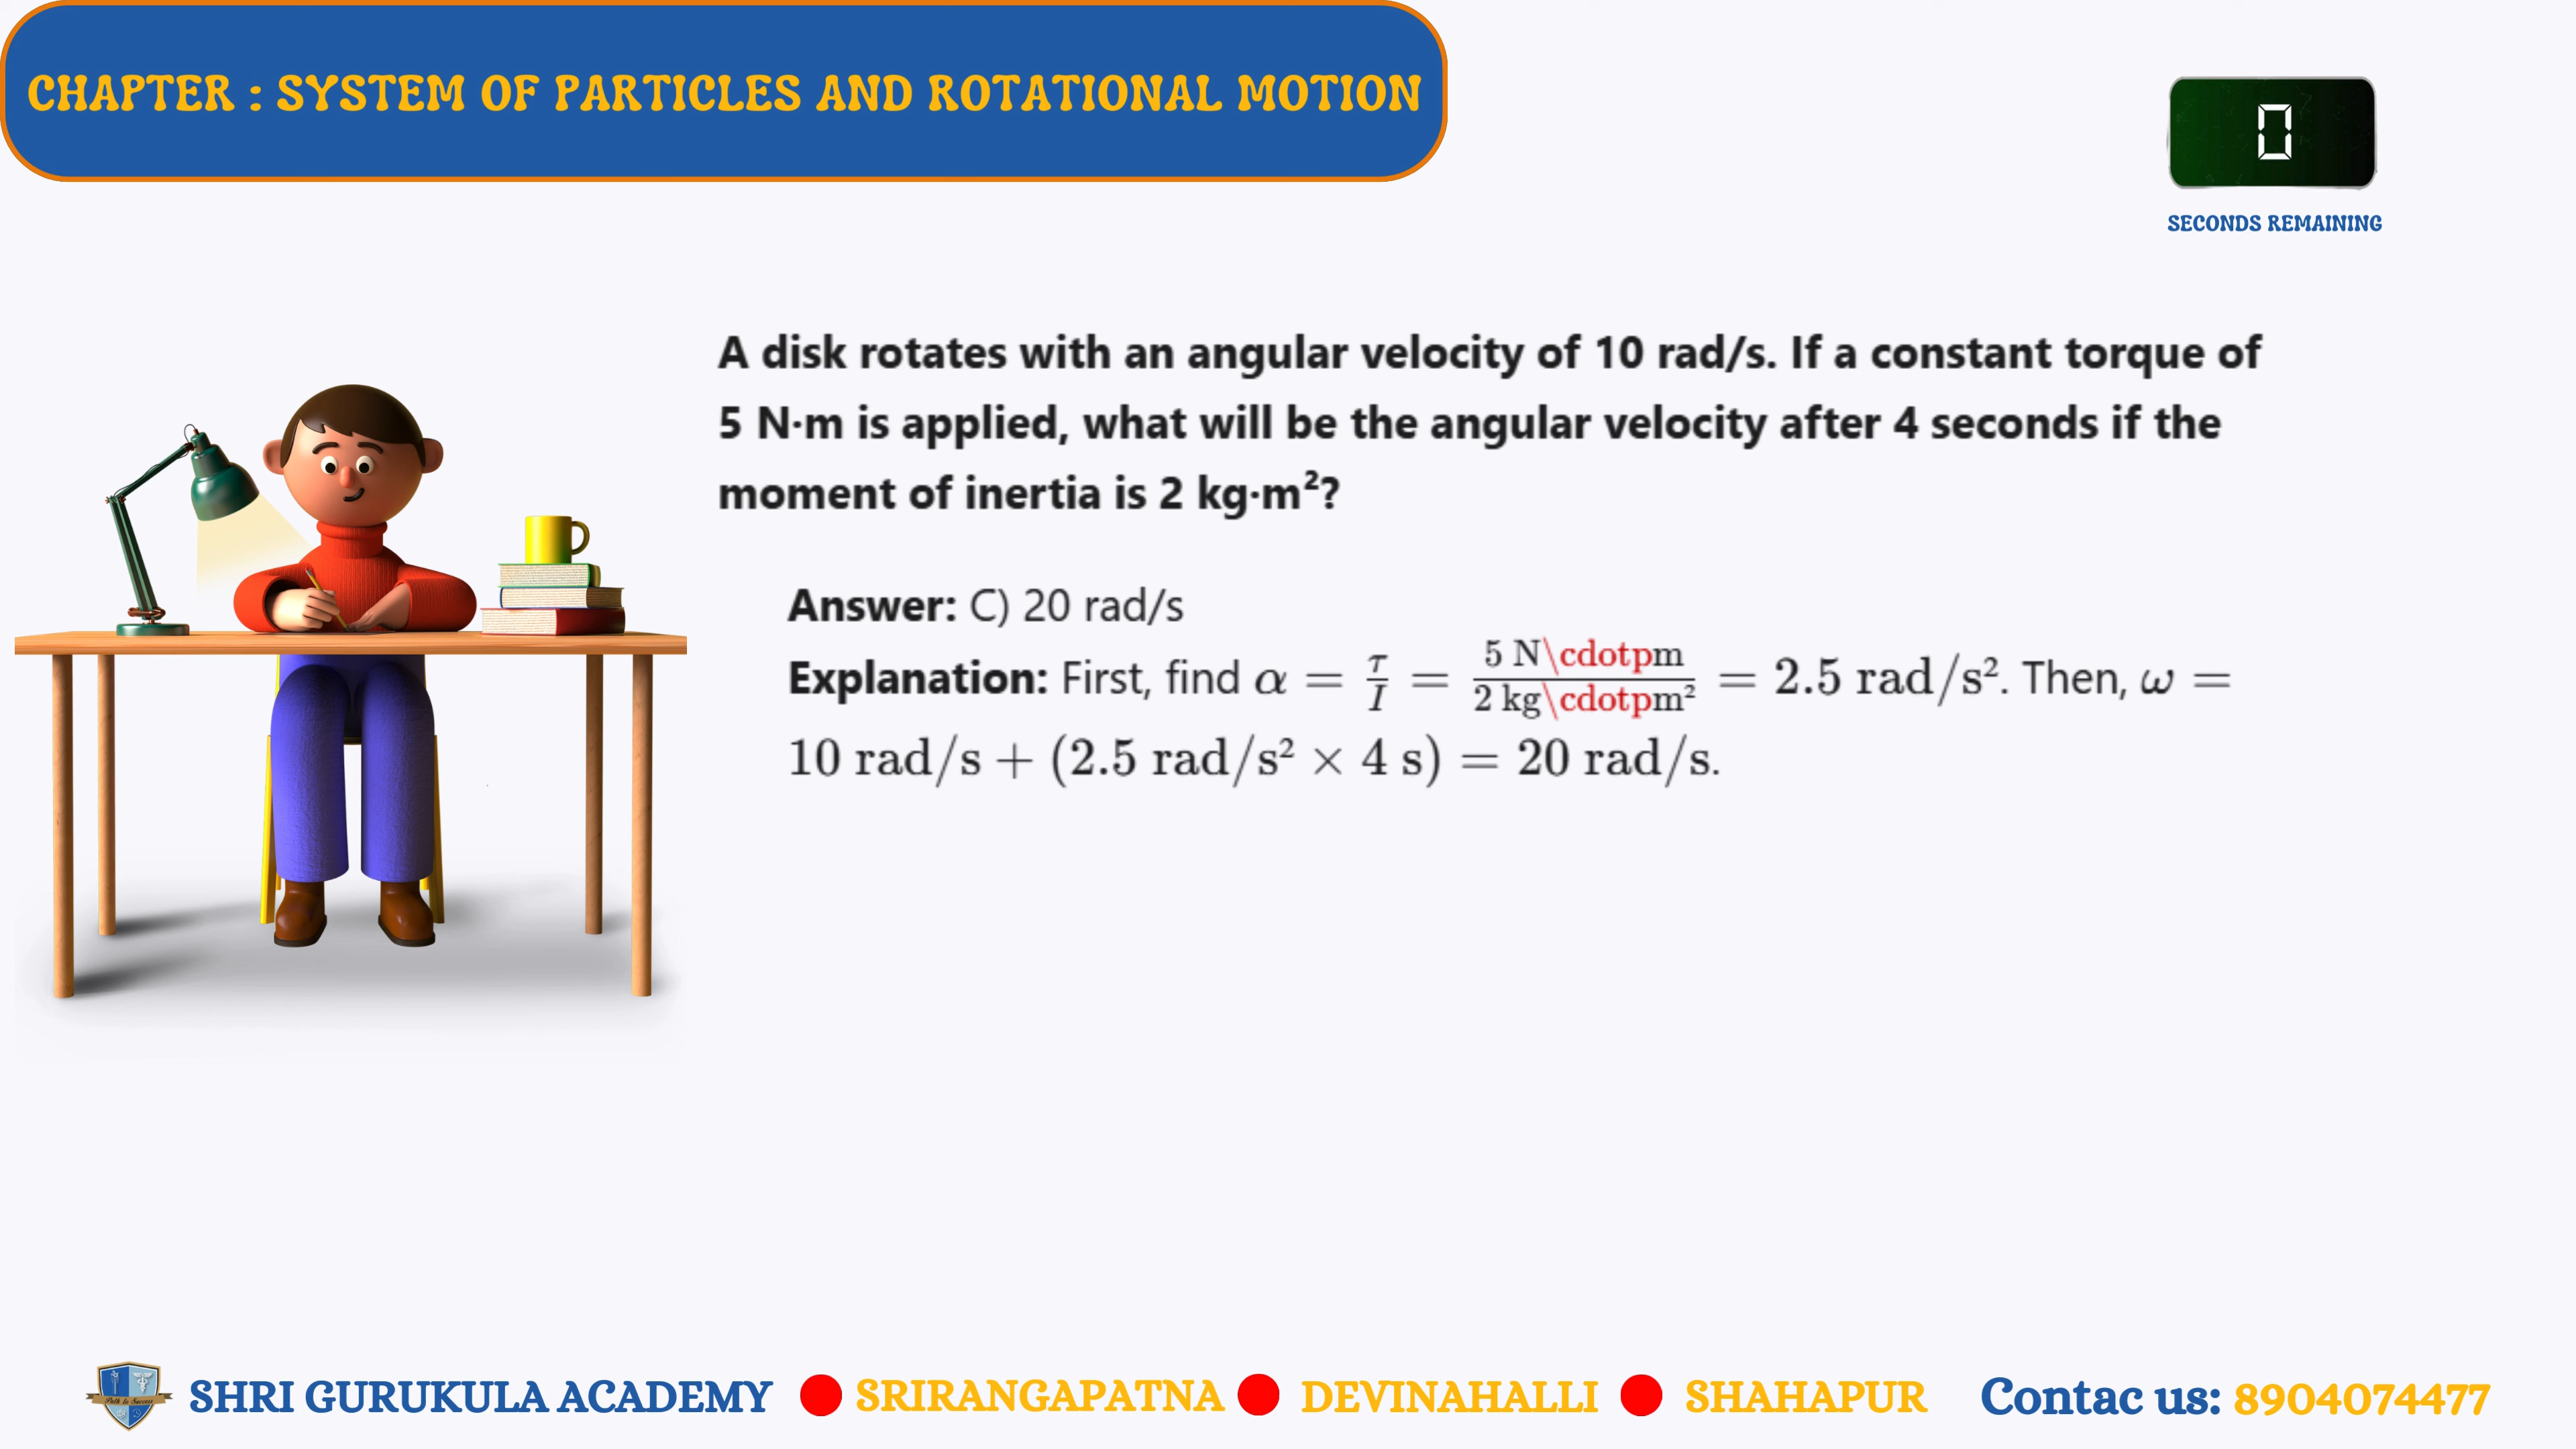 CHAPTER : SYSTEM OF PARTICLES AND ROTATIONAL MOTION
0
SECONDS REMAINING
A disk rotates with an angular velocity of 10 rad/s. If a constant torque of
5 N·m is applied, what will be the angular velocity after 4 seconds if the
moment of inertia is 2 kg·m²?
Answer: C) 20 rad/s
Explanation: First, find α = τ/I = 5 N\cdotpm/2 kg\cdotpm² = 2.5 rad/s². Then, ω =
10 rad/s + (2.5 rad/s² × 4 s) = 20 rad/s.
Path to Success
SHRI GURUKULA ACADEMY SRIRANGAPATNA DEVINAHALLI SHAHAPUR Contac us: 8904074477